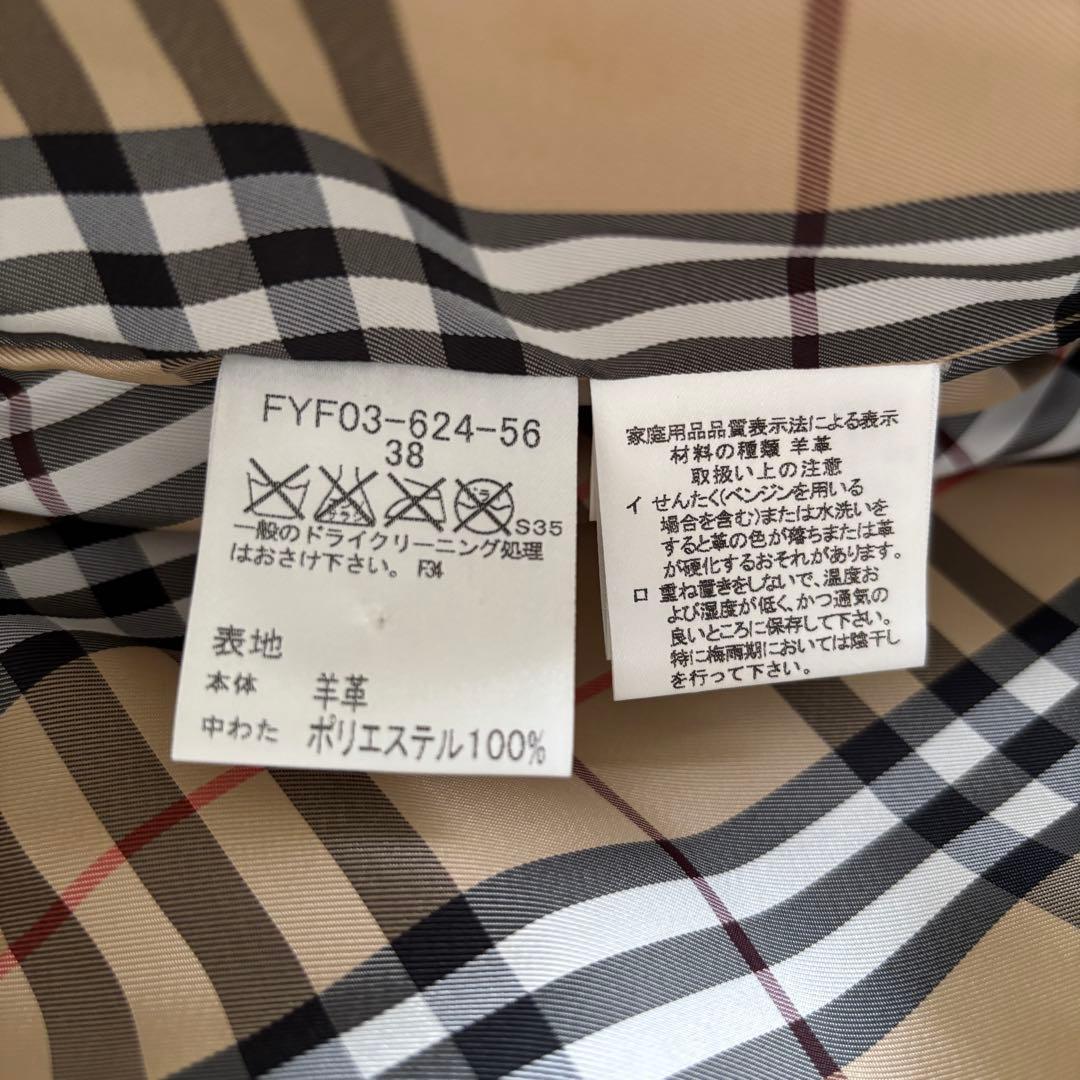 FYF03-624-56
38
S35
一般のドライクリーニング処理
はおさけ下さい。 F34
表地
本体 羊革
中わた ポリエステル100%
家庭用品品質表示法による表示
材料の種類 羊革
取扱い上の注意
イ せんたく(ベンジンを用いる
場合を含む)または水洗いを
すると革の色が落ちまたは革
が硬化するおそれがあります。
ロ 重ね置きをしないで、温度お
よび湿度が低く、かつ通気の
良いところに保存して下さい。
特に梅雨期においては陰干し
を行って下さい。